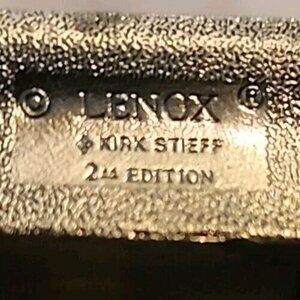 © LENOX ®
KIRK STIEFF
2nd EDITION